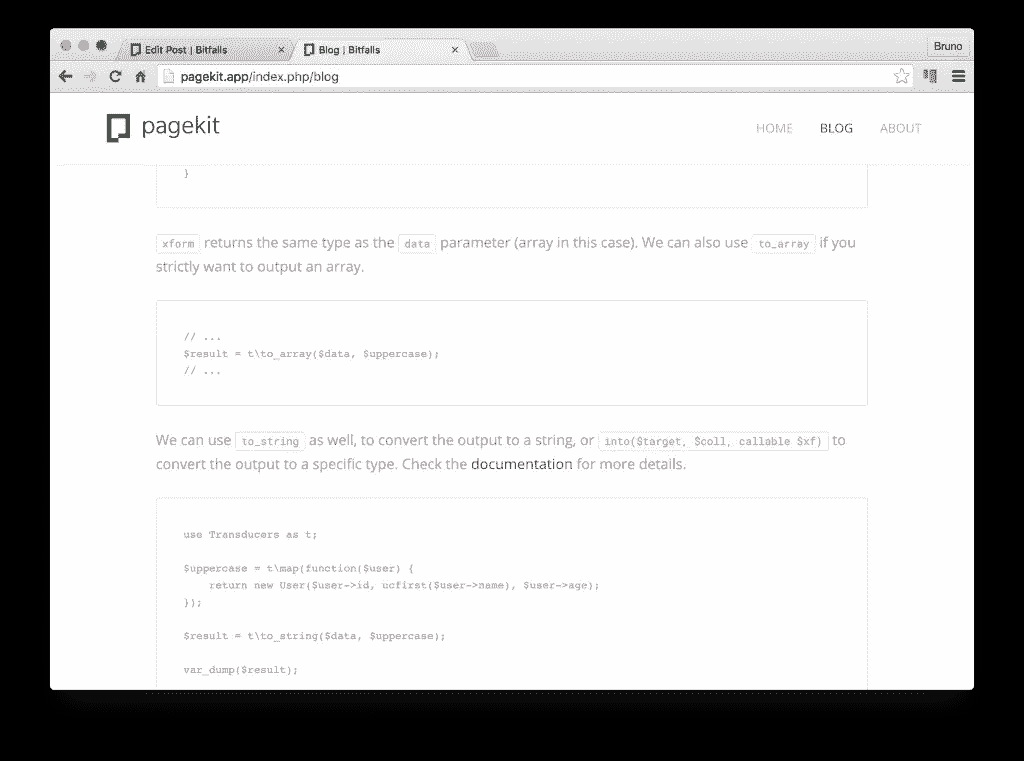 Edit Post | Bitfalls × Blog | Bitfalls × Bruno
pagekit.app/index.php/blog
pagekit HOME BLOG ABOUT
}
xform returns the same type as the data parameter (array in this case). We can also use to_array if you
strictly want to output an array.
// ...
$result = t\to_array($data, $uppercase);
// ...
We can use to_string as well, to convert the output to a string, or into($target, $coll, callable $xf) to
convert the output to a specific type. Check the documentation for more details.
use Transducers as t;
$uppercase = t\map(function($user) {
return new User($user->id, ucfirst($user->name), $user->age);
});
$result = t\to_string($data, $uppercase);
var_dump($result);